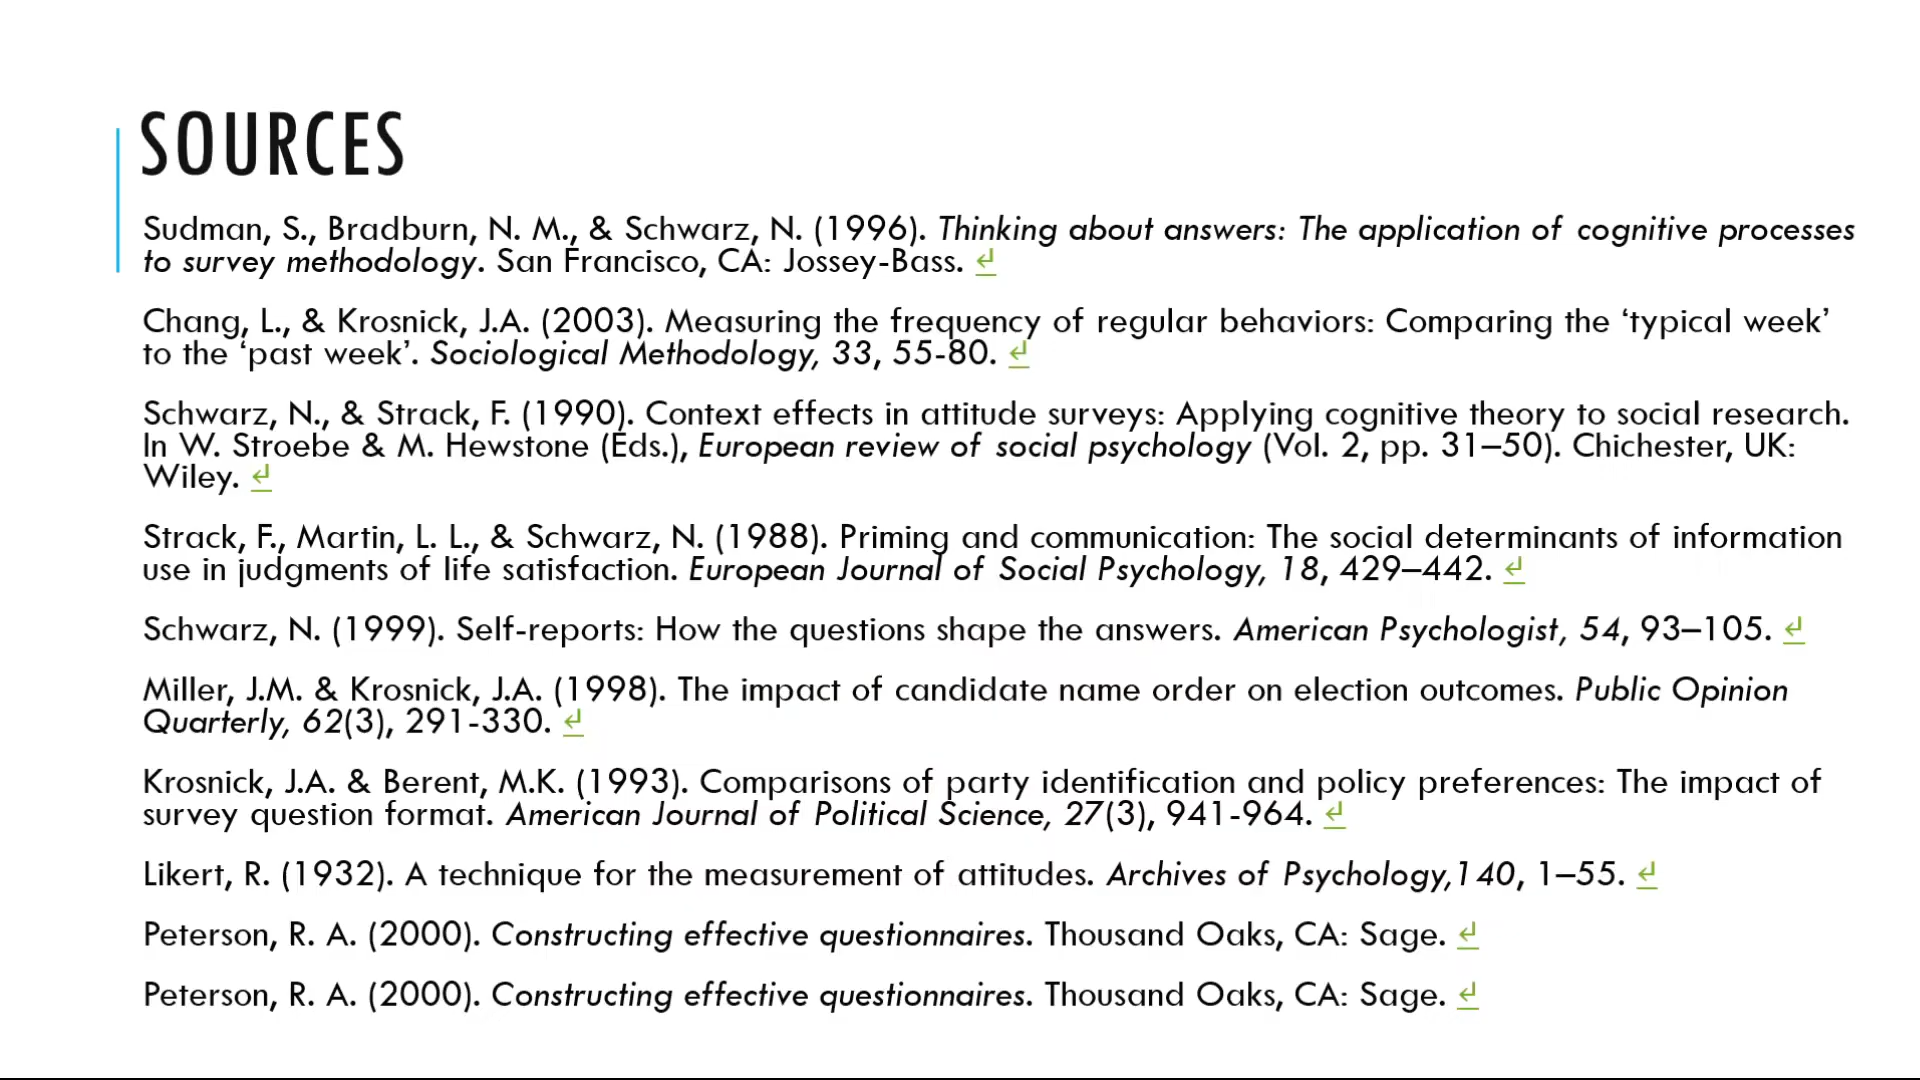 SOURCES
Sudman, S., Bradburn, N. M., & Schwarz, N. (1996). Thinking about answers: The application of cognitive processes
to survey methodology. San Francisco, CA: Jossey-Bass. ↵
Chang, L., & Krosnick, J.A. (2003). Measuring the frequency of regular behaviors: Comparing the ‘typical week’
to the ‘past week’. Sociological Methodology, 33, 55-80. ↵
Schwarz, N., & Strack, F. (1990). Context effects in attitude surveys: Applying cognitive theory to social research.
In W. Stroebe & M. Hewstone (Eds.), European review of social psychology (Vol. 2, pp. 31–50). Chichester, UK:
Wiley. ↵
Strack, F., Martin, L. L., & Schwarz, N. (1988). Priming and communication: The social determinants of information
use in judgments of life satisfaction. European Journal of Social Psychology, 18, 429–442. ↵
Schwarz, N. (1999). Self-reports: How the questions shape the answers. American Psychologist, 54, 93–105. ↵
Miller, J.M. & Krosnick, J.A. (1998). The impact of candidate name order on election outcomes. Public Opinion
Quarterly, 62(3), 291-330. ↵
Krosnick, J.A. & Berent, M.K. (1993). Comparisons of party identification and policy preferences: The impact of
survey question format. American Journal of Political Science, 27(3), 941-964. ↵
Likert, R. (1932). A technique for the measurement of attitudes. Archives of Psychology,140, 1–55. ↵
Peterson, R. A. (2000). Constructing effective questionnaires. Thousand Oaks, CA: Sage. ↵
Peterson, R. A. (2000). Constructing effective questionnaires. Thousand Oaks, CA: Sage. ↵